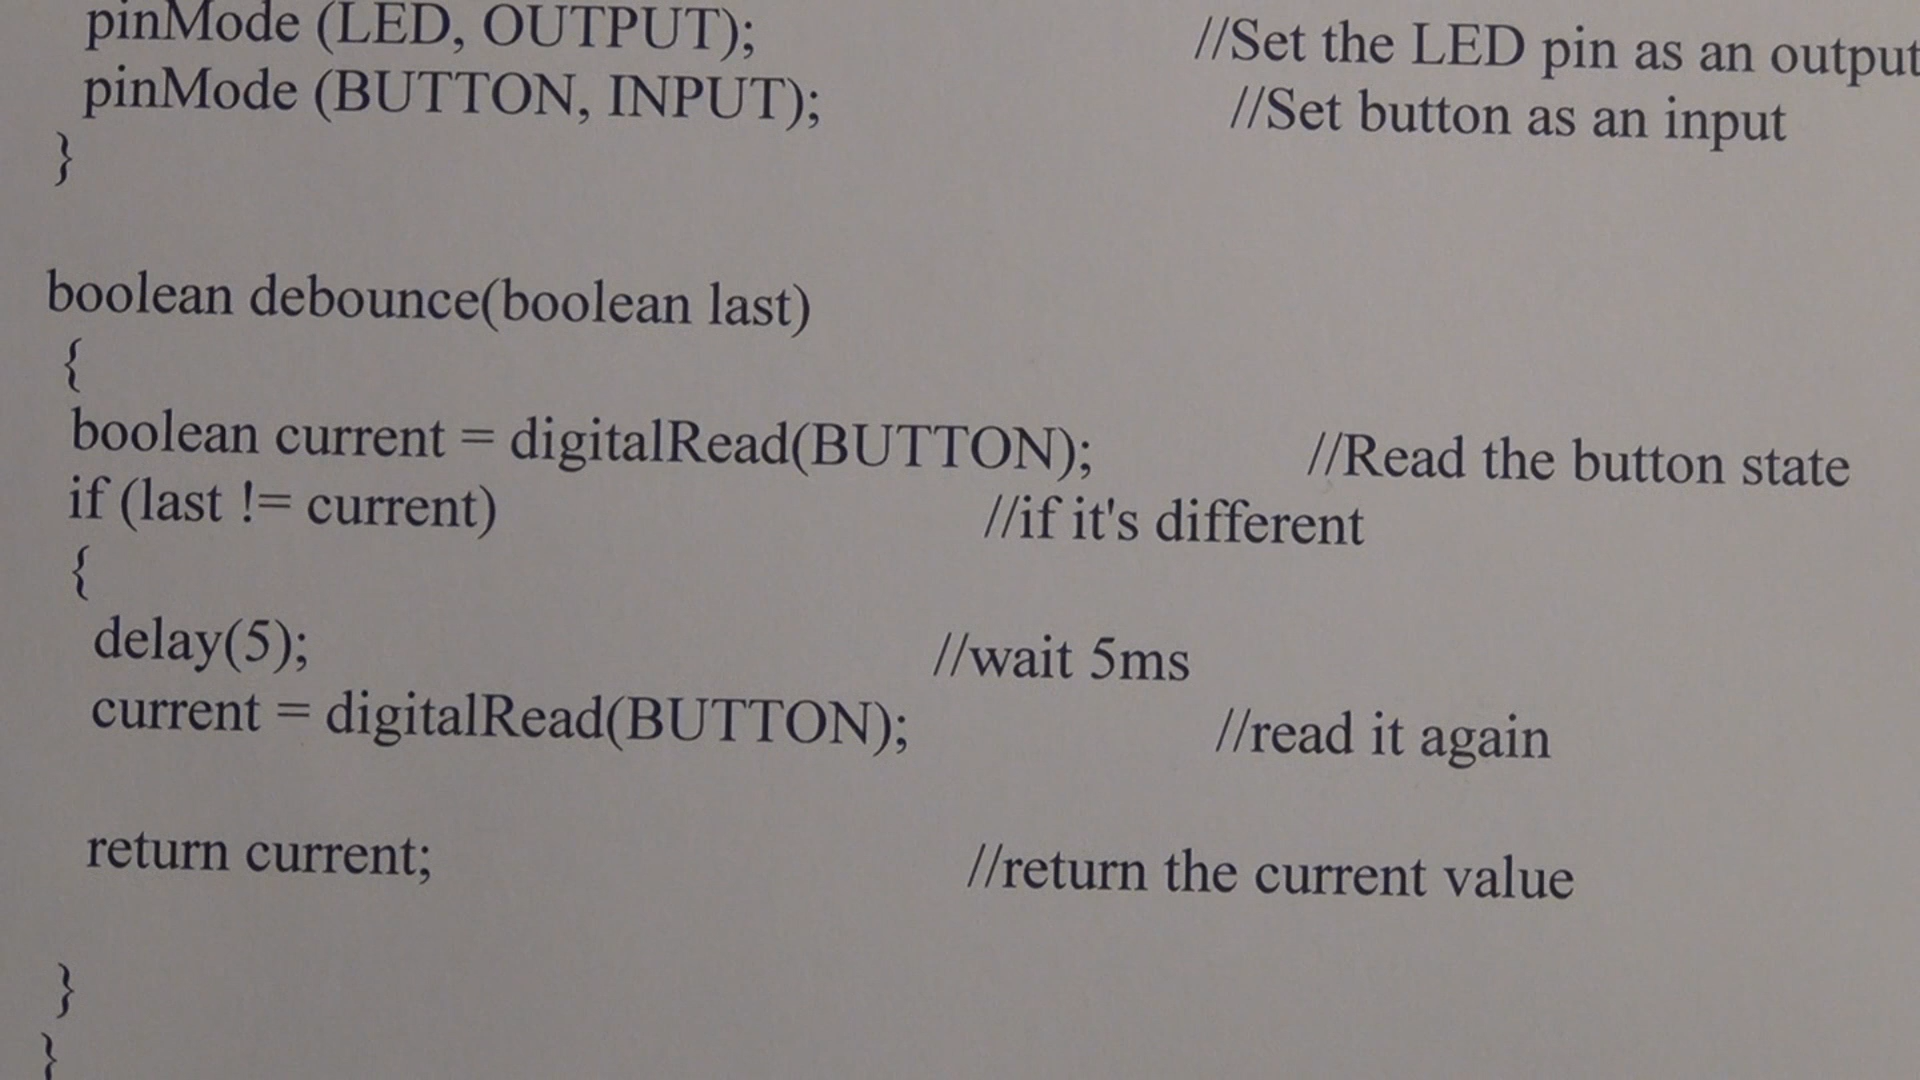 pinMode (LED, OUTPUT); //Set the LED pin as an output
pinMode (BUTTON, INPUT); //Set button as an input
}
boolean debounce(boolean last)
{
boolean current = digitalRead(BUTTON); //Read the button state
if (last != current) //if it's different
{
delay(5); //wait 5ms
current = digitalRead(BUTTON); //read it again
return current; //return the current value
}
}